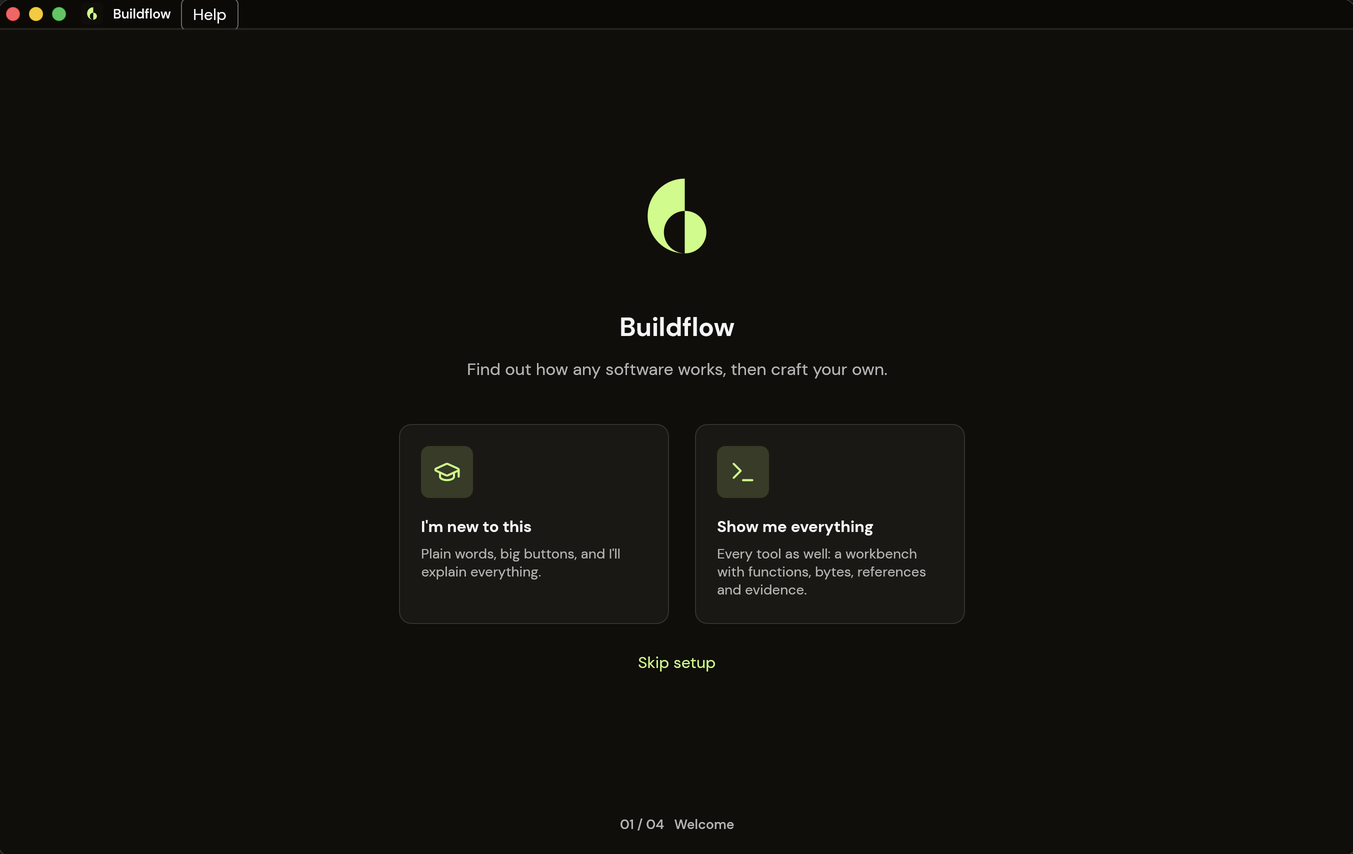 Buildflow Help
Buildflow
Find out how any software works, then craft your own.
I'm new to this
Plain words, big buttons, and I'll
explain everything.
Show me everything
Every tool as well: a workbench
with functions, bytes, references
and evidence.
Skip setup
01 / 04 Welcome